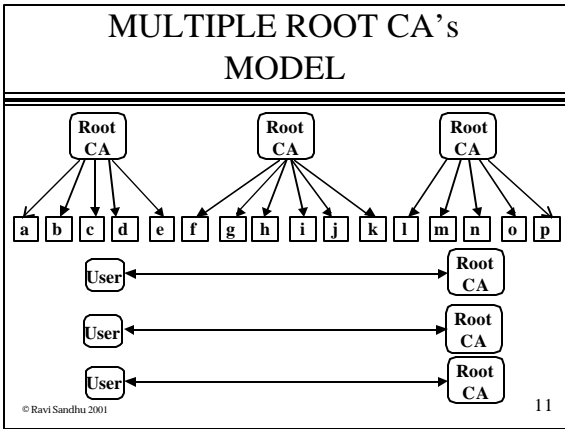 MULTIPLE ROOT CA's
MODEL
Root
CA
Root
CA
Root
CA
a b c d e f g h i j k l m n o p
User
Root
CA
User
Root
CA
User
Root
CA
© Ravi Sandhu 2001
11